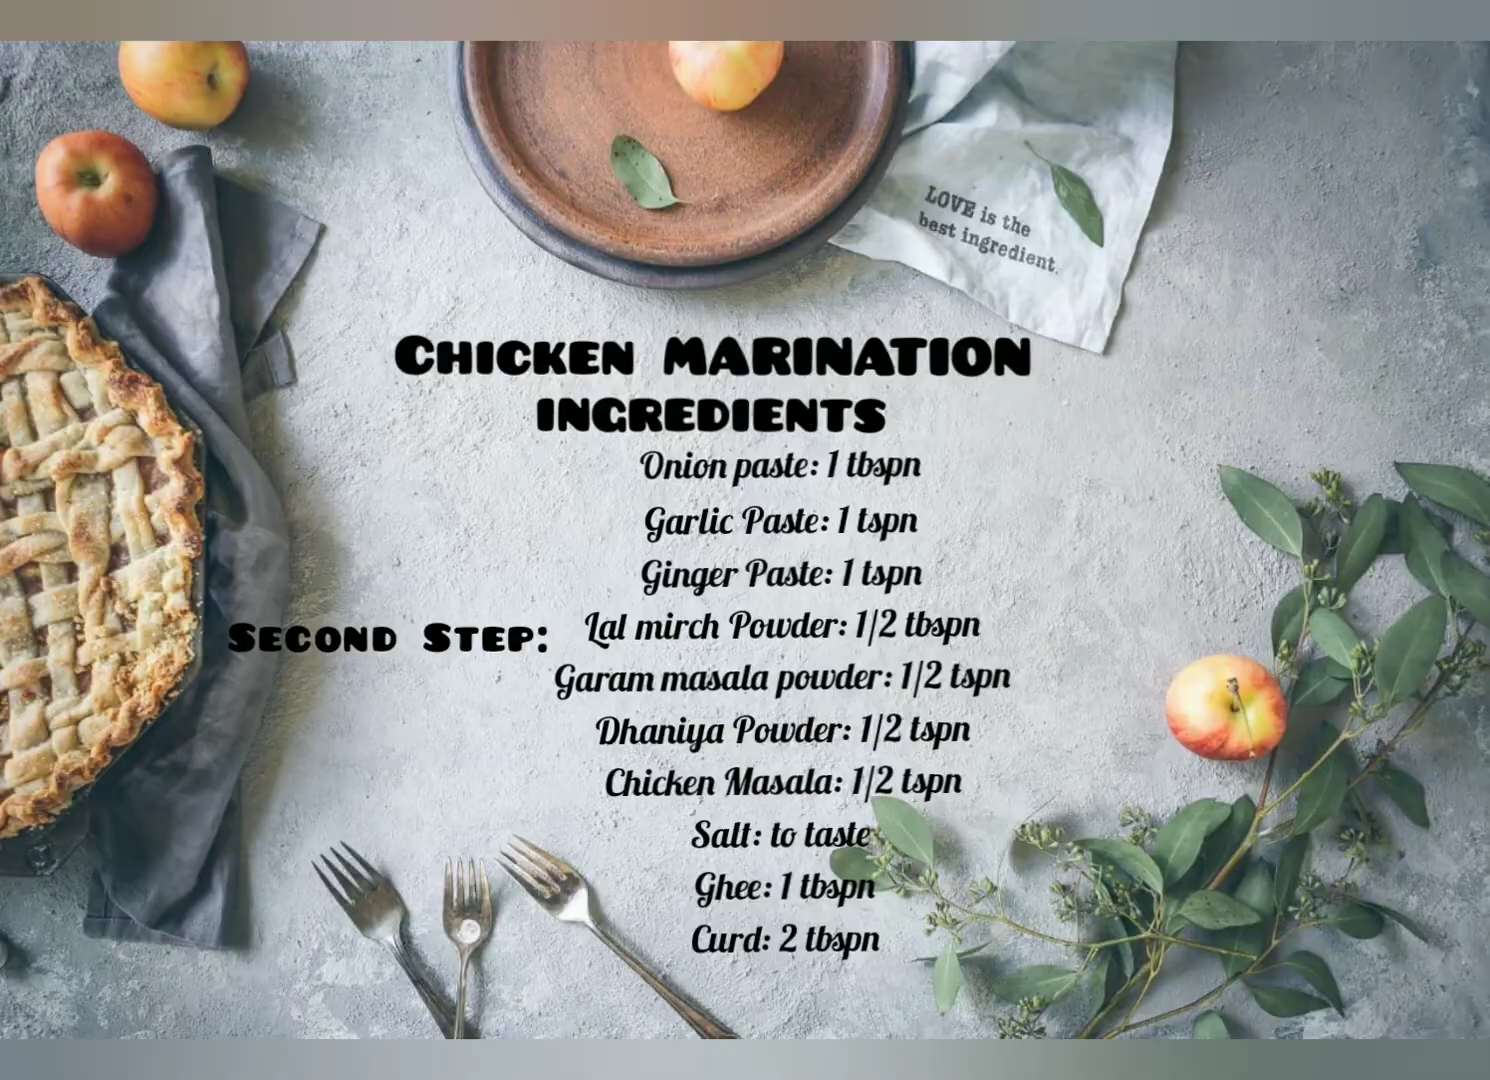 LOVE is the
best ingredient.
Chicken MARINATION
INGREDIENTS
Onion paste: 1 tbspn
Garlic Paste: 1 tspn
Ginger Paste: 1 tspn
Second Step:
Lal mirch Powder: 1/2 tbspn
Garam masala powder: 1/2 tspn
Dhaniya Powder: 1/2 tspn
Chicken Masala: 1/2 tspn
Salt: to taste
Ghee: 1 tbspn
Curd: 2 tbspn